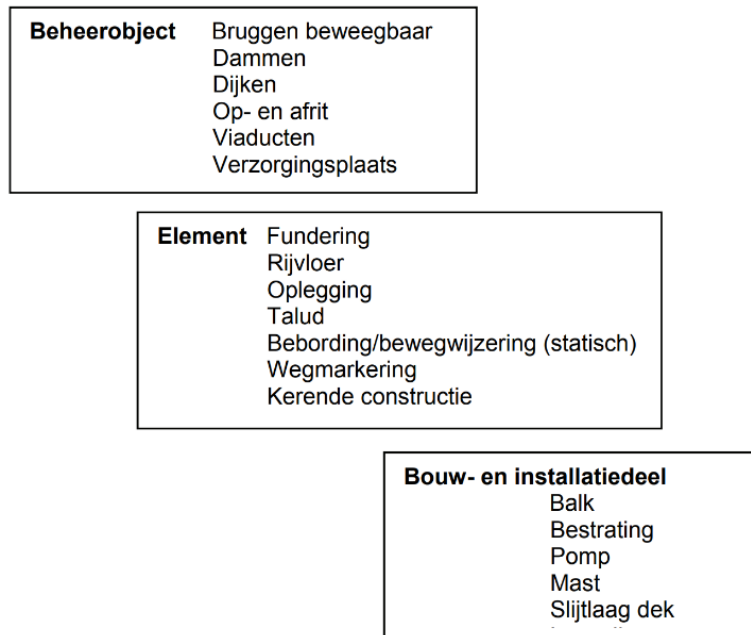 Beheerobject Bruggen beweegbaar
Dammen
Dijken
Op- en afrit
Viaducten
Verzorgingsplaats
Element Fundering
Rijvloer
Oplegging
Talud
Bebording/bewegwijzering (statisch)
Wegmarkering
Kerende constructie
Bouw- en installatiedeel
Balk
Bestrating
Pomp
Mast
Slijtlaag dek